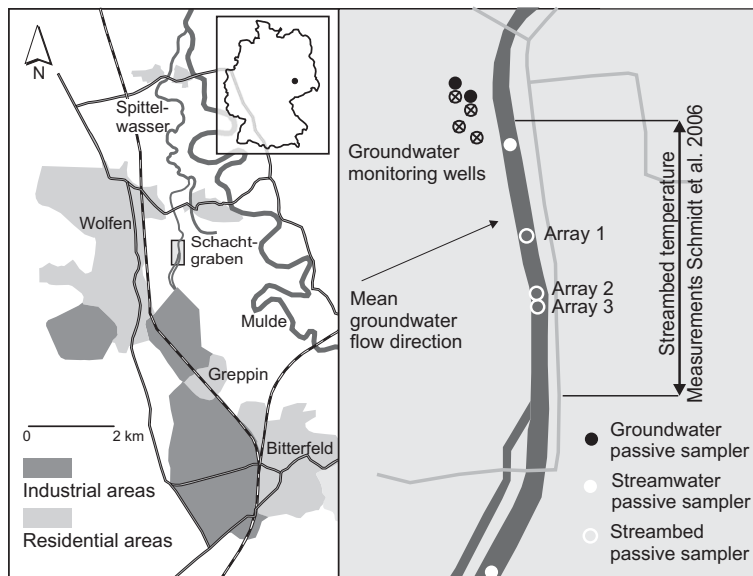 N
Spittel-
wasser
Wolfen
Schacht-
graben
Mulde
Greppin
0 2 km
Bitterfeld
Industrial areas
Residential areas
Groundwater
monitoring wells
Array 1
Array 2
Array 3
Mean
groundwater
flow direction
Streambed temperature
Measurements Schmidt et al. 2006
Groundwater
passive sampler
Streamwater
passive sampler
Streambed
passive sampler